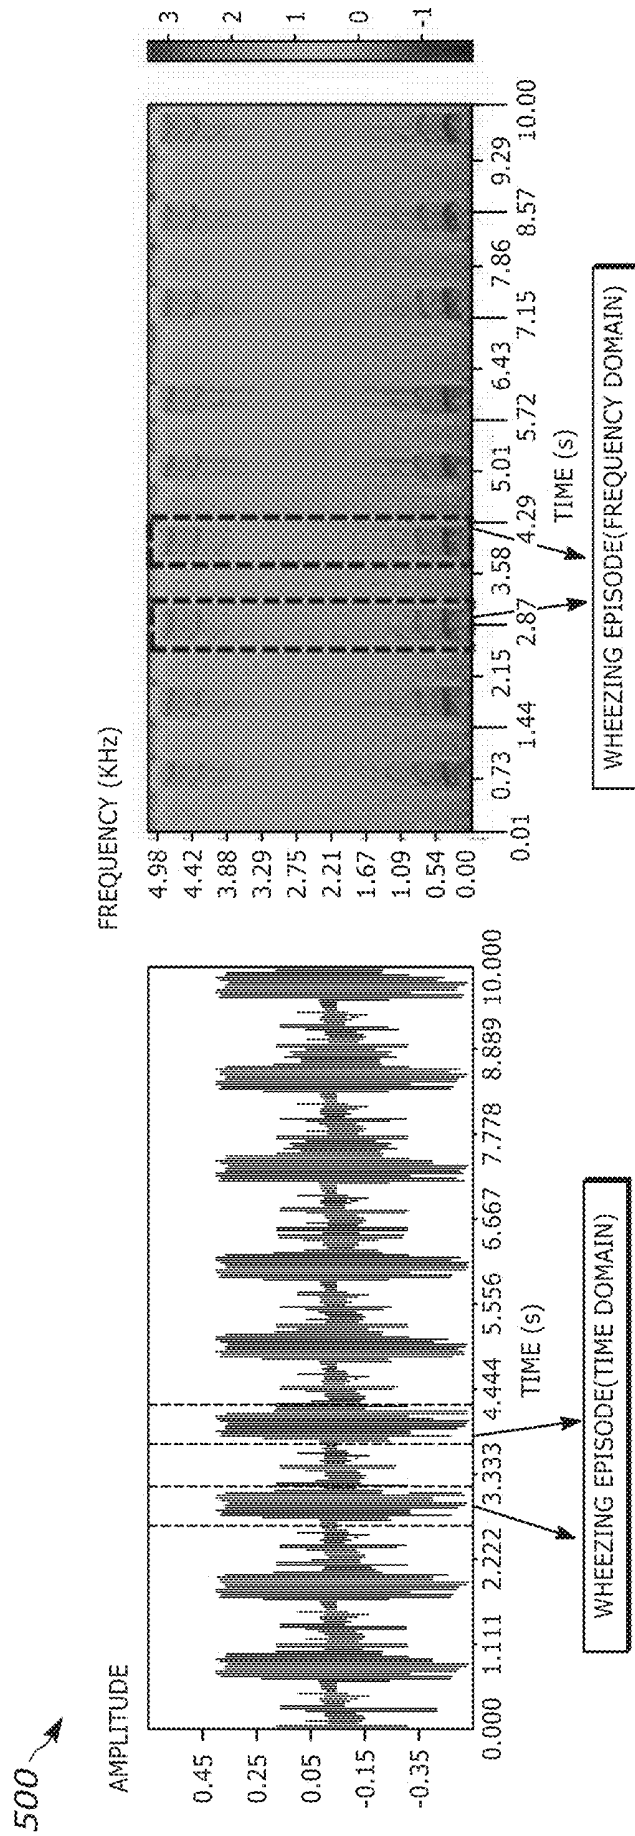 500
AMPLITUDE
0.45
0.25
0.05
-0.15
-0.35
0.000 1.111 2.222 3.333 4.444 5.556 6.667 7.778 8.889 10.000
TIME (s)
WHEEZING EPISODE(TIME DOMAIN)
FREQUENCY (KHz)
4.98
4.42
3.88
3.29
2.75
2.21
1.67
1.09
0.54
0.00
0.01 0.73 1.44 2.15 2.87 3.58 4.29 5.01 5.72 6.43 7.15 7.86 8.57 9.29 10.00
TIME (s)
WHEEZING EPISODE(FREQUENCY DOMAIN)
3
2
1
0
-1